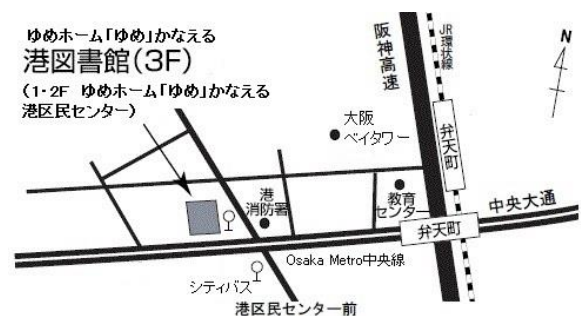 ゆめホーム「ゆめ」かなえる
港図書館(3F)
(1・2F ゆめホーム「ゆめ」かなえる
港区民センター)
阪神高速
JR環状線
N
大阪
ベイタワー
弁天町
港
消防署
教育
センター
中央大通
弁天町
Osaka Metro中央線
シティバス
港区民センター前